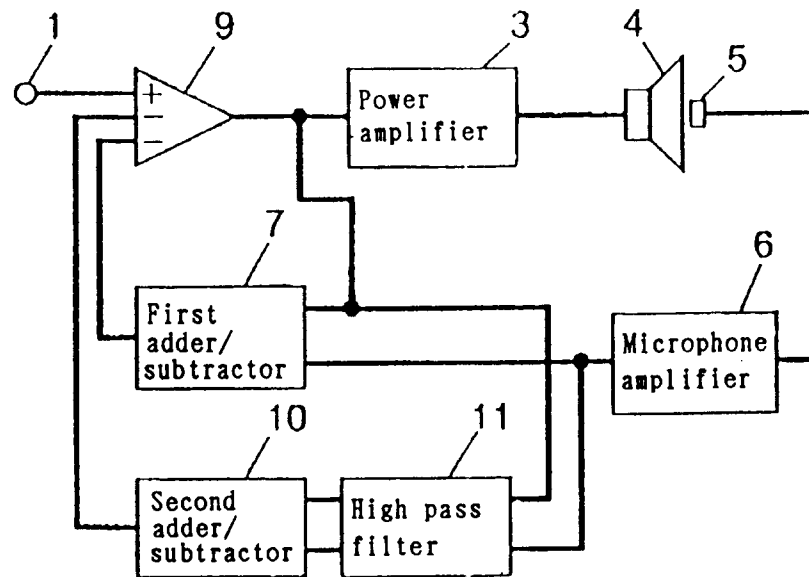 1
9
3
4
5
+
−
−
Power
amplifier
7
6
First
adder/
subtractor
Microphone
amplifier
10
11
Second
adder/
subtractor
High pass
filter